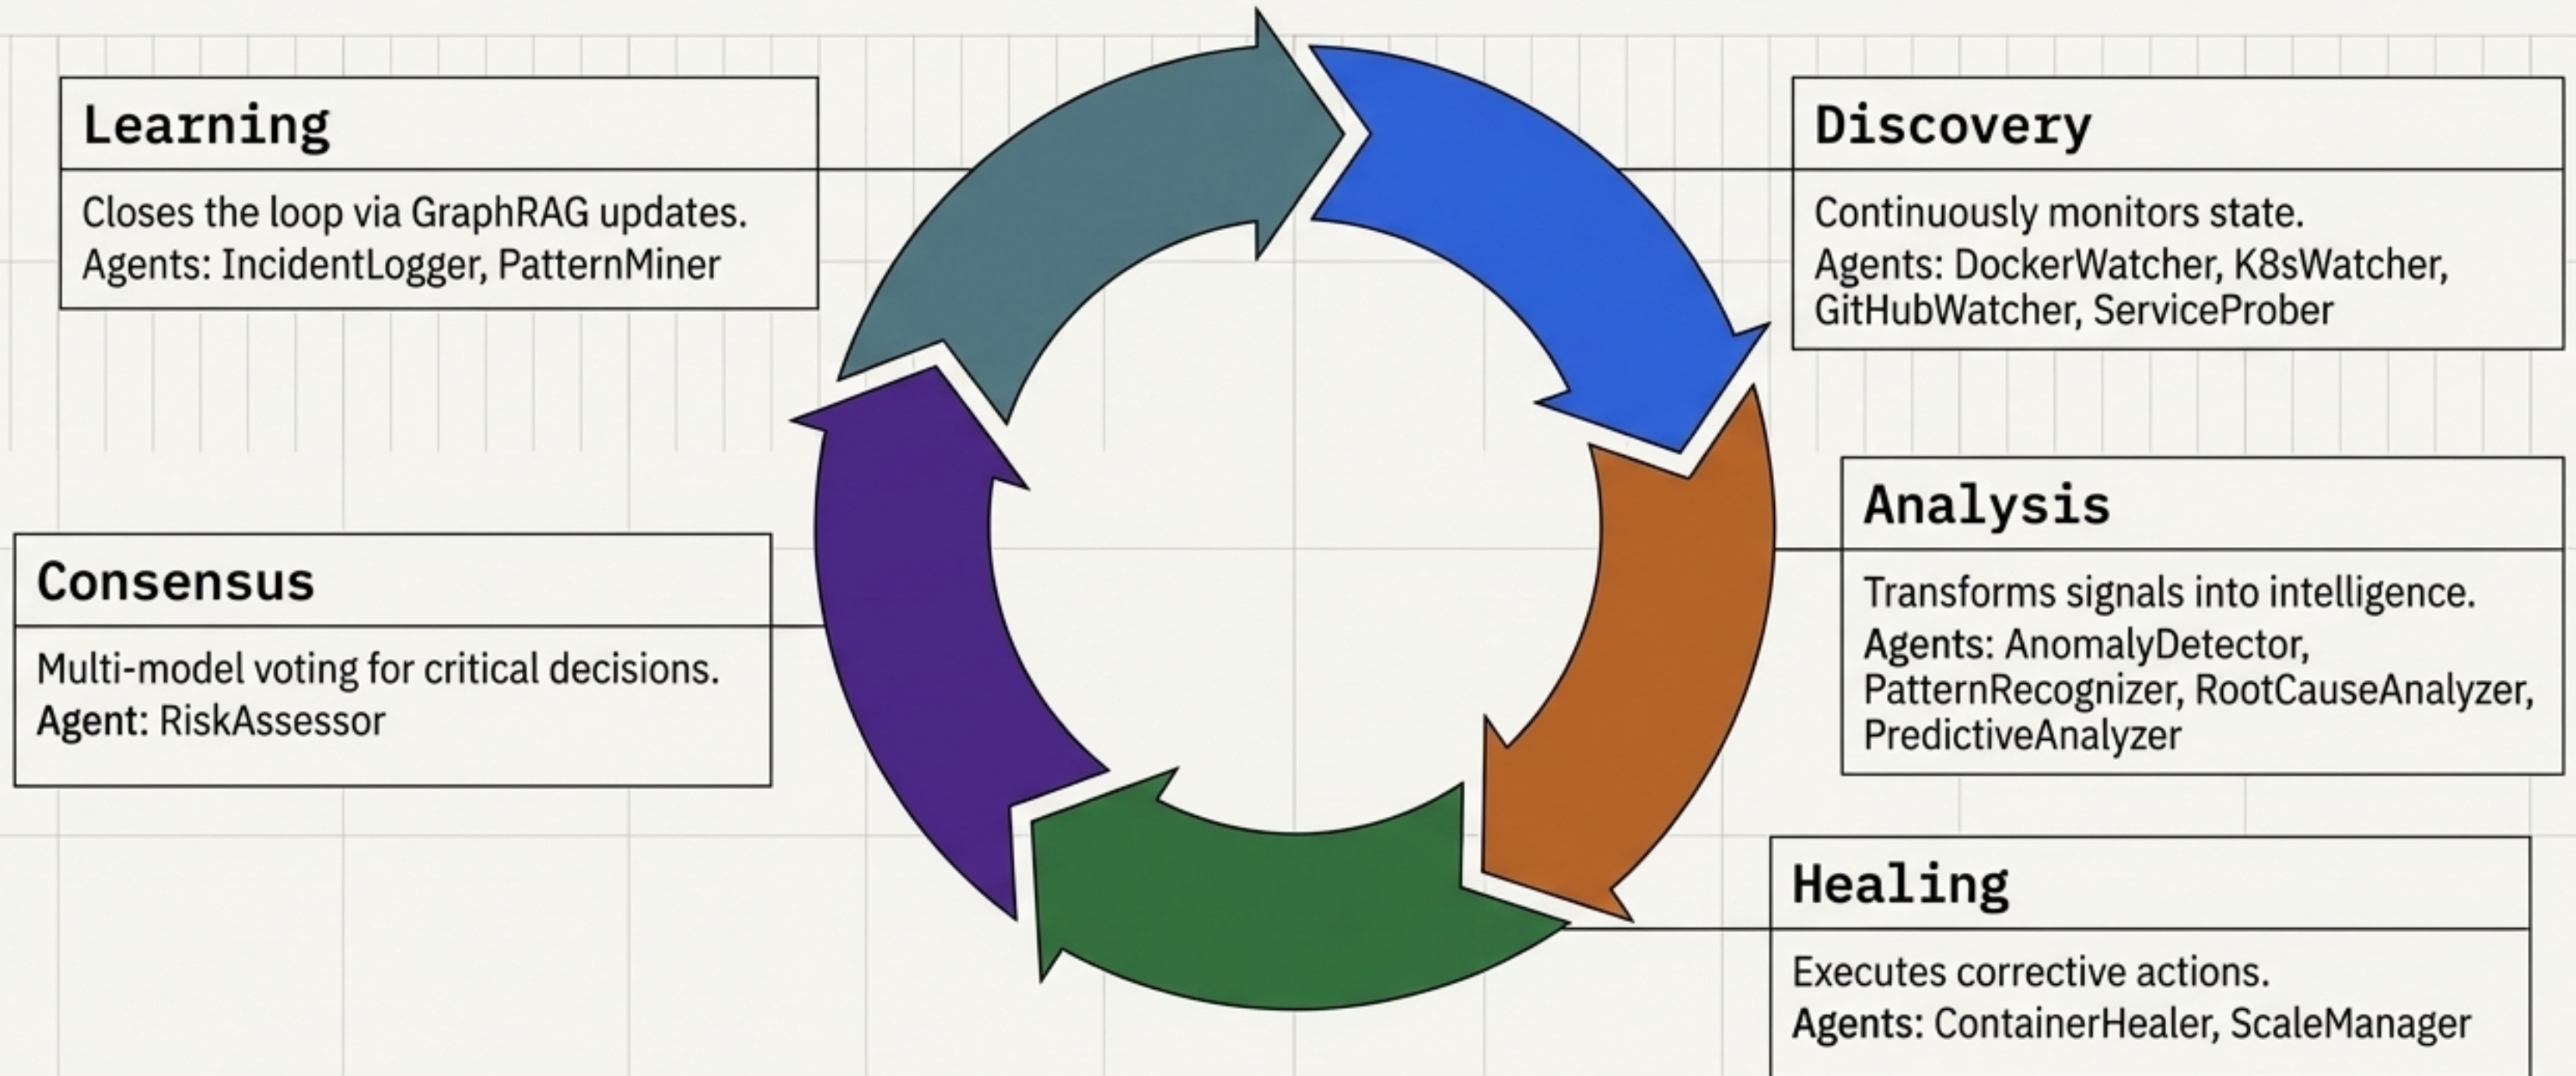 Learning
Closes the loop via GraphRAG updates.
Agents: IncidentLogger, PatternMiner
Discovery
Continuously monitors state.
Agents: DockerWatcher, K8sWatcher,
GitHubWatcher, ServiceProber
Analysis
Transforms signals into intelligence.
Agents: AnomalyDetector,
PatternRecognizer, RootCauseAnalyzer,
PredictiveAnalyzer
Consensus
Multi-model voting for critical decisions.
Agent: RiskAssessor
Healing
Executes corrective actions.
Agents: ContainerHealer, ScaleManager